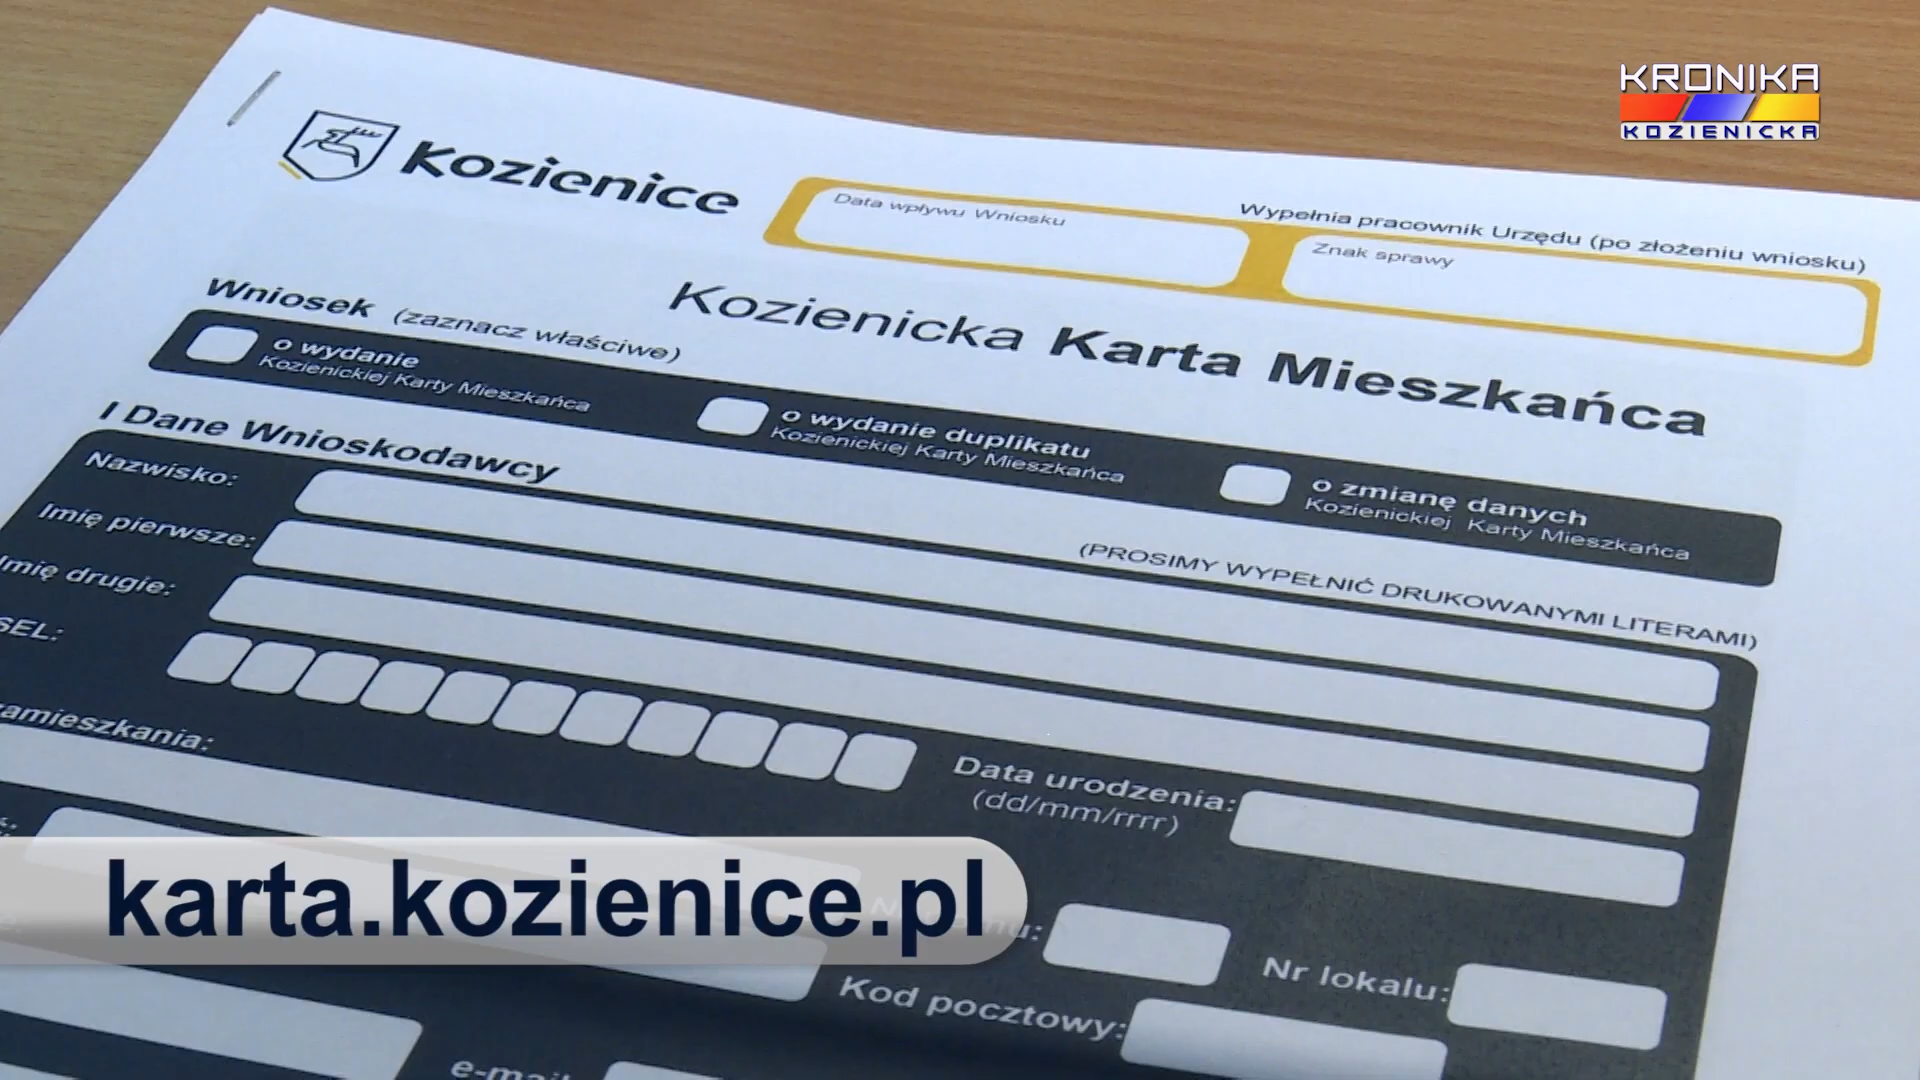 KRONIKA
KOZIENICKA
Kozienice
Wypełnia pracownik Urzędu (po złożeniu wniosku)
Data wpływu Wniosku
Znak sprawy
Kozienicka Karta Mieszkańca
Wniosek (zaznacz właściwe)
o wydanie
Kozienickiej Karty Mieszkańca
o wydanie duplikatu
Kozienickiej Karty Mieszkańca
o zmianę danych
Kozienickiej Karty Mieszkańca
I Dane Wnioskodawcy
(PROSIMY WYPEŁNIĆ DRUKOWANYMI LITERAMI)
Nazwisko:
Imię pierwsze:
Imię drugie:
SEL:
Data urodzenia:
(dd/mm/rrrr)
zamieszkania:
karta.kozienice.pl
Nr lokalu:
Kod pocztowy:
e-mail